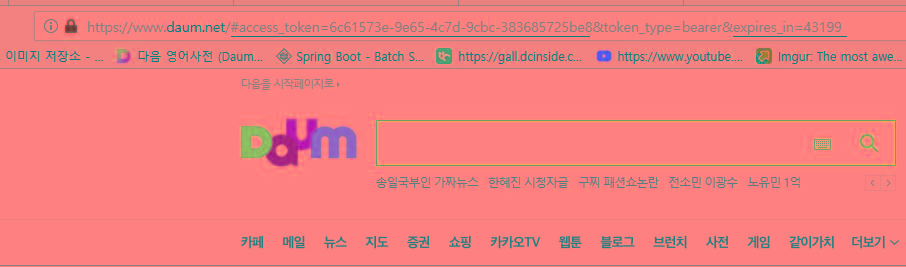 https://www.daum.net/#access_token=6c61573e-9e65-4c7d-9cbc-383685725be8&token_type=bearer&expires_in=43199
이미지 저장소 - ... 다음 영어사전 (Daum... Spring Boot - Batch S... https://gall.dcinside.c... https://www.youtube.... Imgur: The most awe...
다음을 시작페이지로
Daum
송일국부인 가짜뉴스 한혜진 시청자글 구찌 패션쇼논란 전소민 이광수 노유민 1억
카페 메일 뉴스 지도 증권 쇼핑 카카오TV 웹툰 블로그 브런치 사전 게임 같이가치 더보기